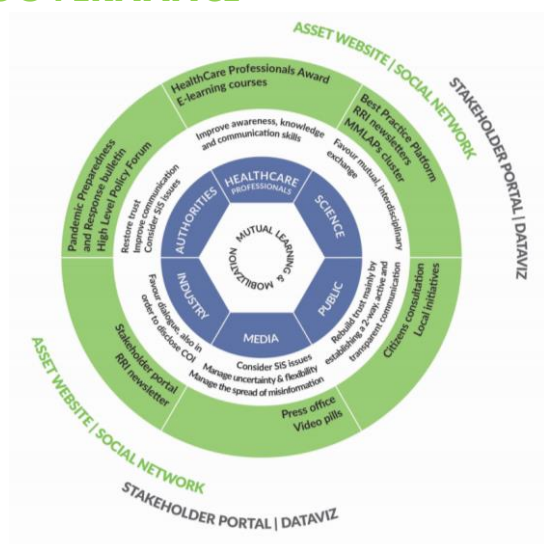 ASSET WEBSITE | SOCIAL NETWORK
STAKEHOLDER PORTAL | DATAVIZ
HealthCare Professionals Award
E-learning courses
Best Practice Platform
RRI newsletters
MMLAPs cluster
Citizens consultation
Local initiatives
Press office
Video pills
Stakeholder portal
RRI newsletter
Pandemic Preparedness
and Response bulletin
High Level Policy Forum
Improve awareness, knowledge
and communication skills
Favour mutual, interdisciplinary
exchange
Rebuild trust mainly by
establishing a 2-way, active and
transparent communication
Consider SiS issues
Manage uncertainty & flexibility
Manage the spread of misinformation
Favour dialogue, also in
order to disclose COI
Restore trust
Improve communication
Consider SiS issues
HEALTHCARE
PROFESSIONALS
SCIENCE
PUBLIC
MEDIA
INDUSTRY
AUTHORITIES
MUTUAL LEARNING
& MOBILIZATION
ASSET WEBSITE | SOCIAL NETWORK
STAKEHOLDER PORTAL | DATAVIZ